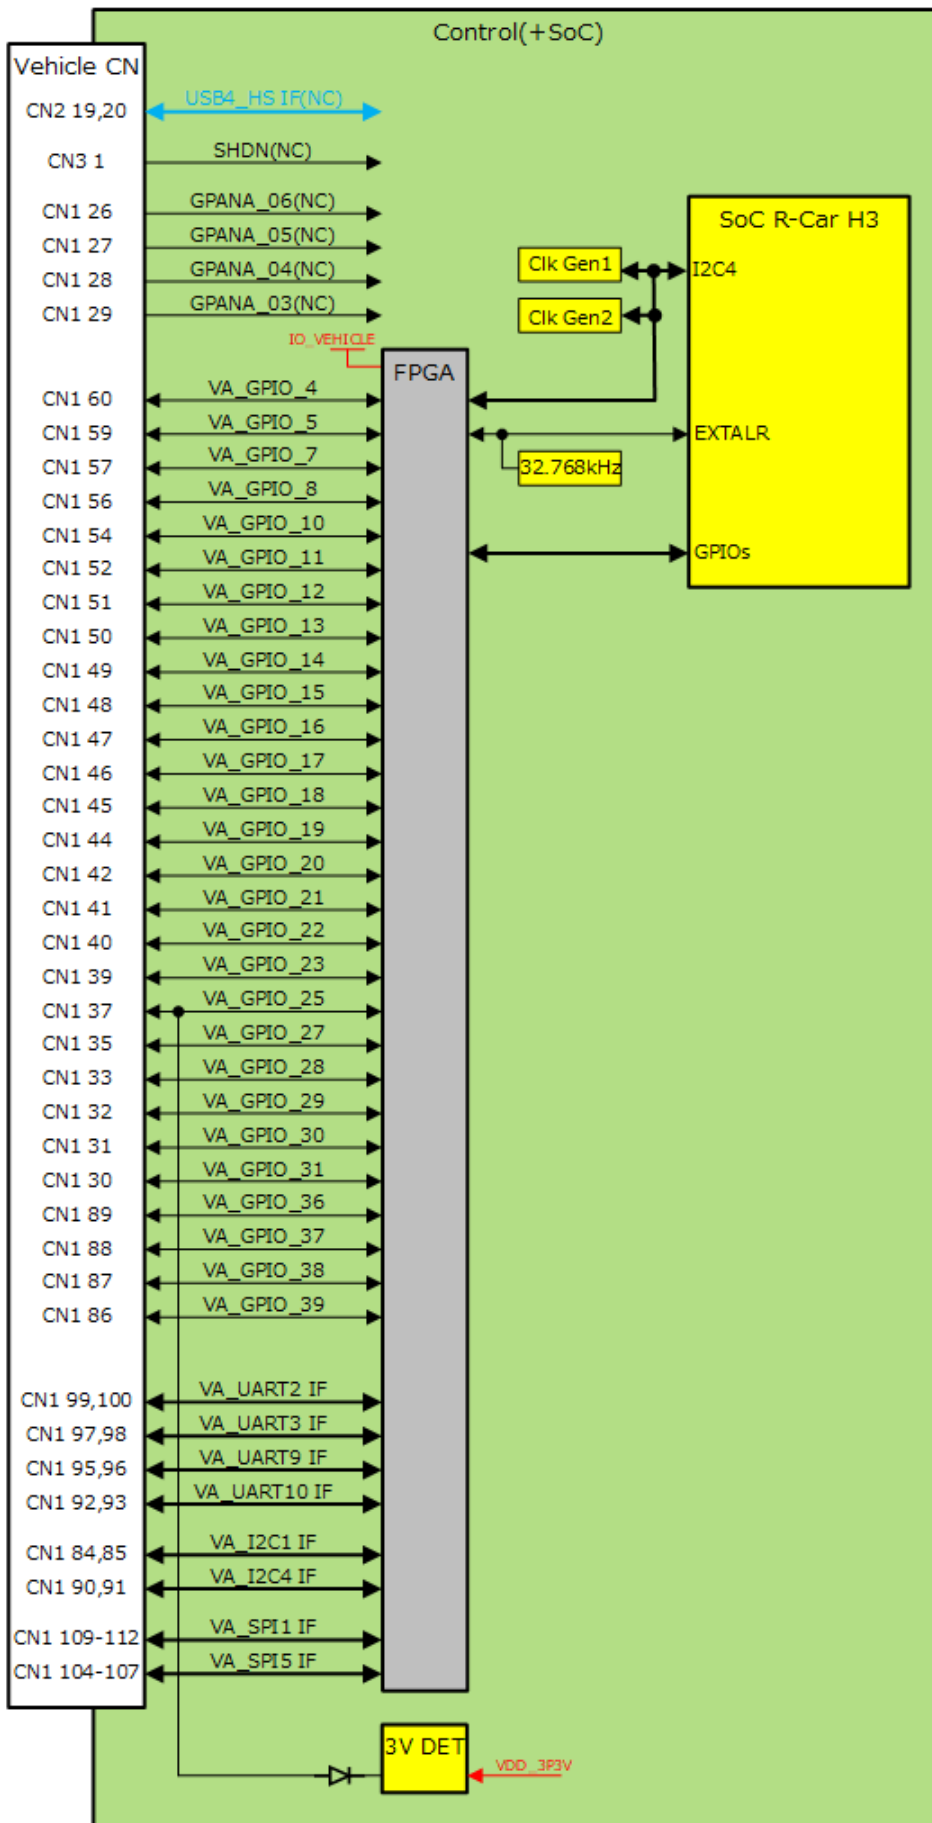 Control(+SoC)
Vehicle CN
CN2 19,20
USB4_HS IF(NC)
CN3 1
SHDN(NC)
CN1 26
GPANA_06(NC)
CN1 27
GPANA_05(NC)
CN1 28
GPANA_04(NC)
CN1 29
GPANA_03(NC)
IO_VEHICLE
FPGA
CN1 60
VA_GPIO_4
CN1 59
VA_GPIO_5
CN1 57
VA_GPIO_7
CN1 56
VA_GPIO_8
CN1 54
VA_GPIO_10
CN1 52
VA_GPIO_11
CN1 51
VA_GPIO_12
CN1 50
VA_GPIO_13
CN1 49
VA_GPIO_14
CN1 48
VA_GPIO_15
CN1 47
VA_GPIO_16
CN1 46
VA_GPIO_17
CN1 45
VA_GPIO_18
CN1 44
VA_GPIO_19
CN1 42
VA_GPIO_20
CN1 41
VA_GPIO_21
CN1 40
VA_GPIO_22
CN1 39
VA_GPIO_23
CN1 37
VA_GPIO_25
CN1 35
VA_GPIO_27
CN1 33
VA_GPIO_28
CN1 32
VA_GPIO_29
CN1 31
VA_GPIO_30
CN1 30
VA_GPIO_31
CN1 89
VA_GPIO_36
CN1 88
VA_GPIO_37
CN1 87
VA_GPIO_38
CN1 86
VA_GPIO_39
CN1 99,100
VA_UART2 IF
CN1 97,98
VA_UART3 IF
CN1 95,96
VA_UART9 IF
CN1 92,93
VA_UART10 IF
CN1 84,85
VA_I2C1 IF
CN1 90,91
VA_I2C4 IF
CN1 109-112
VA_SPI1 IF
CN1 104-107
VA_SPI5 IF
3V DET
VDD_3P3V
Clk Gen1
Clk Gen2
32.768kHz
SoC R-Car H3
I2C4
EXTALR
GPIOs